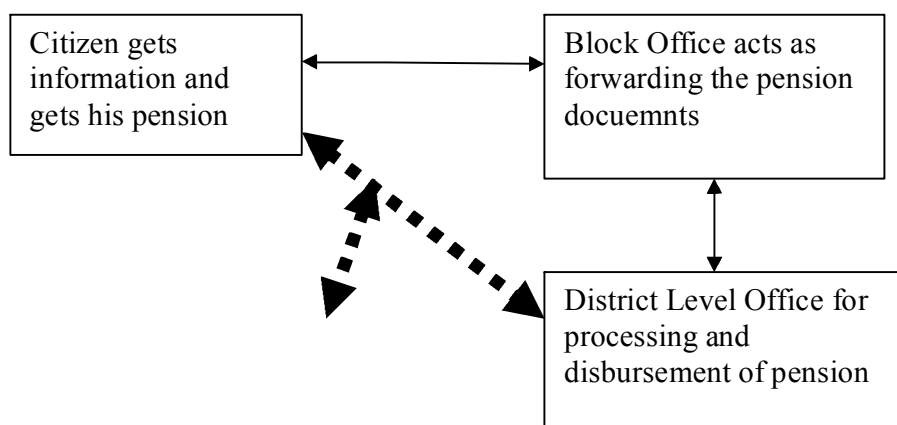 Citizen gets
information and
gets his pension
Block Office acts as
forwarding the pension
docuemnts
District Level Office for
processing and
disbursement of pension